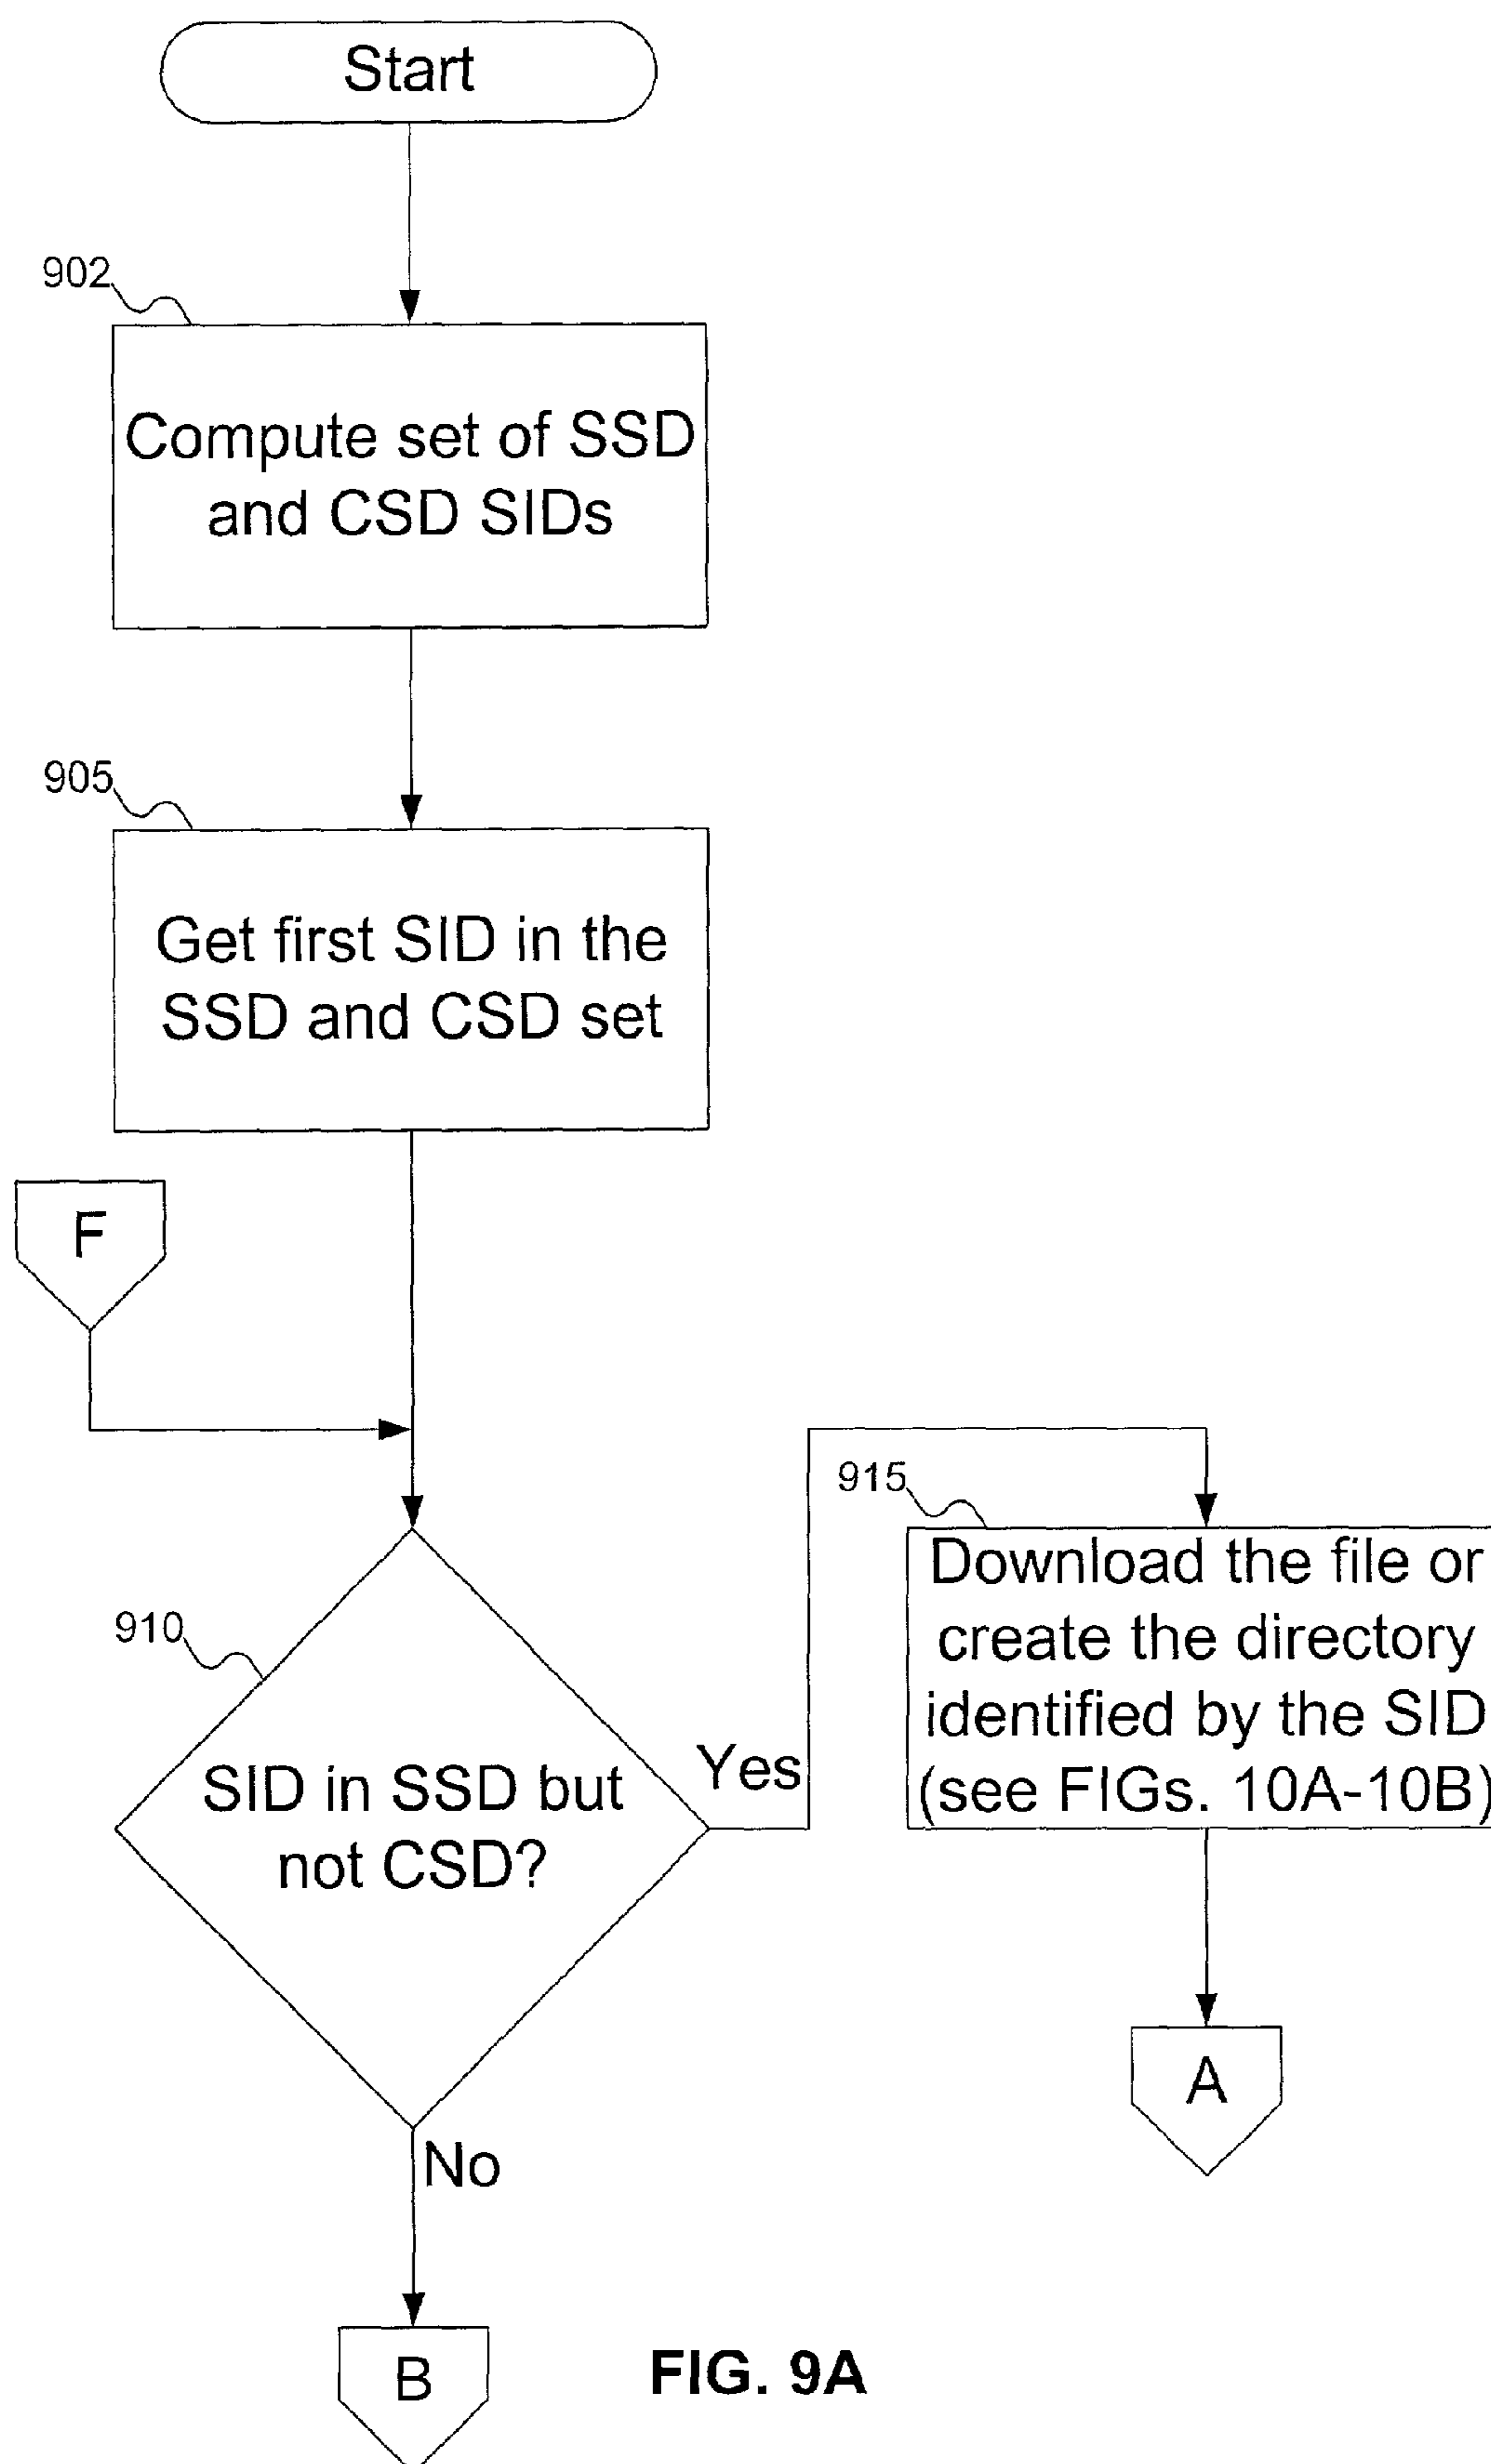 Start
902
Compute set of SSD
and CSD SIDs
905
Get first SID in the
SSD and CSD set
F
910
SID in SSD but
not CSD?
Yes
No
915
Download the file or
create the directory
identified by the SID
(see FIGs. 10A-10B)
A
B
FIG. 9A